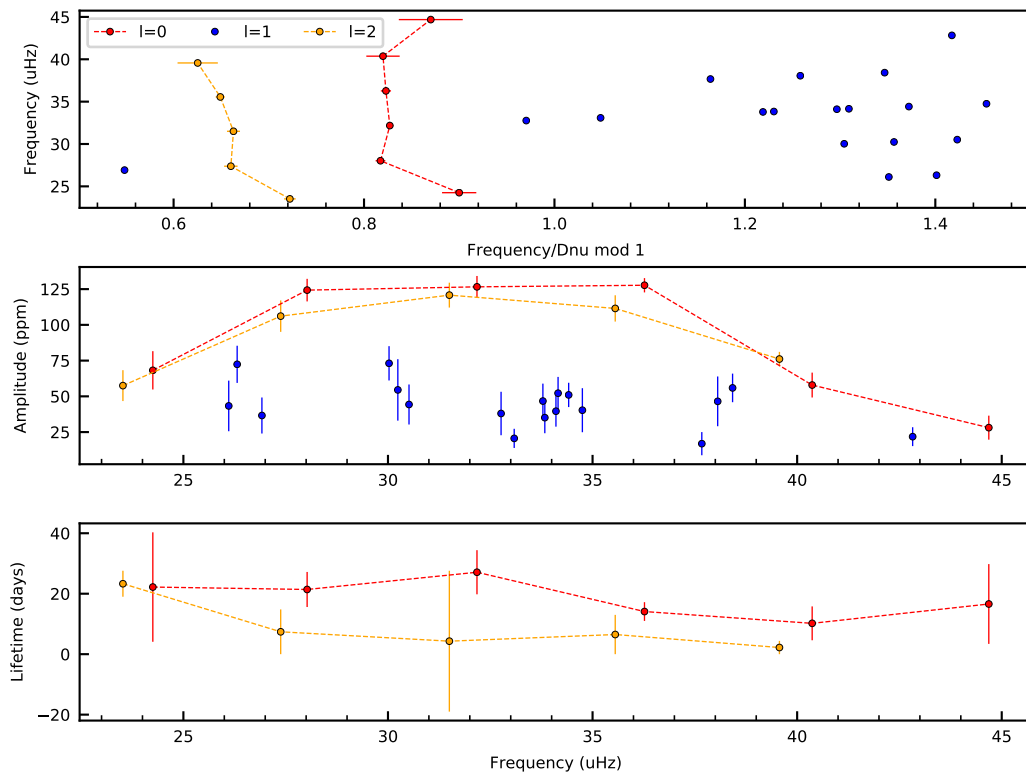 l=0 l=1 l=2
Frequency (uHz)
45
40
35
30
25
0.6 0.8 1.0 1.2 1.4
Frequency/Dnu mod 1
Amplitude (ppm)
125
100
75
50
25
25 30 35 40 45
Lifetime (days)
40
20
0
−20
25 30 35 40 45
Frequency (uHz)